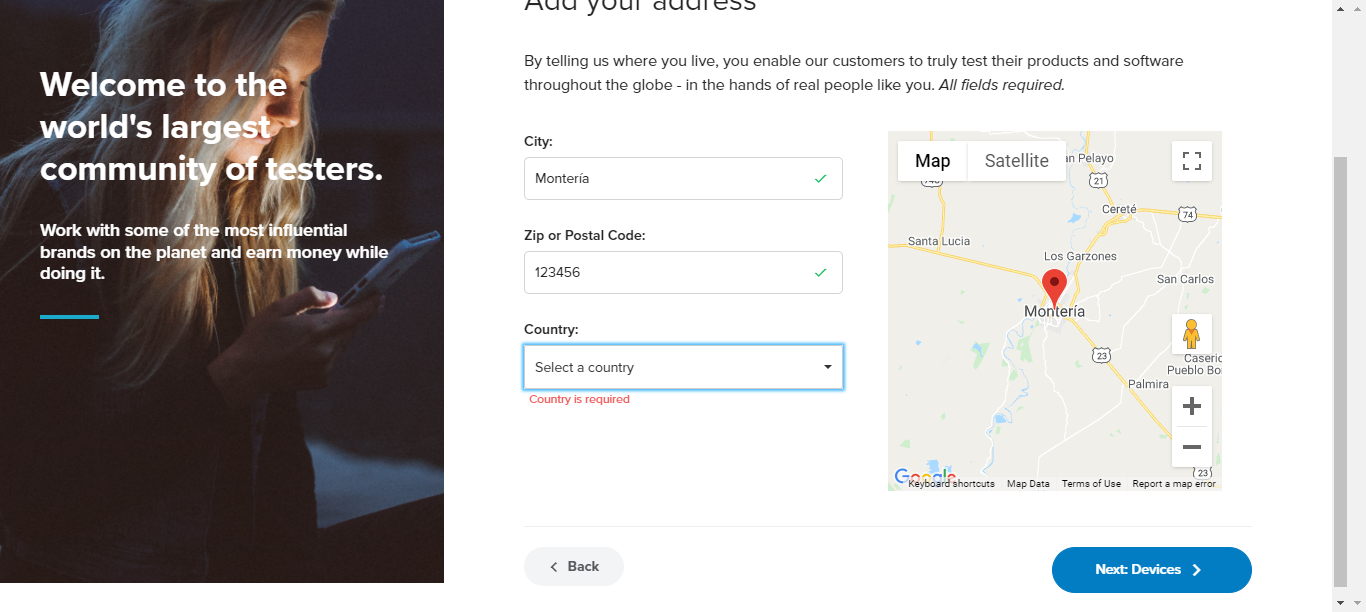 Add your address
Welcome to the
world's largest
community of testers.
Work with some of the most influential
brands on the planet and earn money while
doing it.
By telling us where you live, you enable our customers to truly test their products and software
throughout the globe - in the hands of real people like you. All fields required.
City:
Montería
Zip or Postal Code:
123456
Country:
Select a country
Country is required
Map
Satellite
an Pelayo
21
Cereté
74
Santa Lucia
Los Garzones
San Carlos
Montería
23
Caseric
Pueblo Bo
Palmira
23
Google
Keyboard shortcuts
Map Data
Terms of Use
Report a map error
Back
Next: Devices